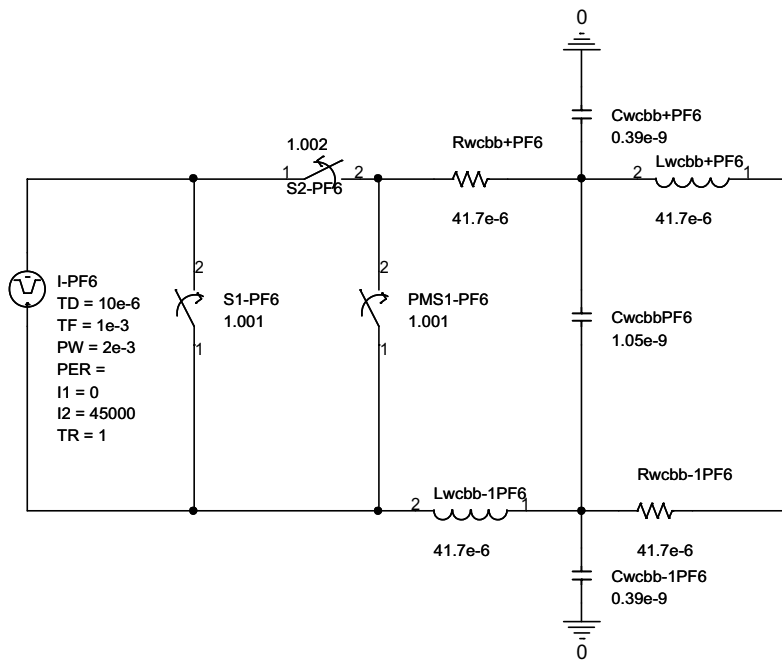 0
Cwcbb+PF6
0.39e-9
1.002
1
2
S2-PF6
Rwcbb+PF6
41.7e-6
Lwcbb+PF6
2
1
41.7e-6
I-PF6
TD = 10e-6
TF = 1e-3
PW = 2e-3
PER =
I1 = 0
I2 = 45000
TR = 1
2
S1-PF6
1.001
1
2
PMS1-PF6
1.001
1
CwcbbPF6
1.05e-9
Lwcbb-1PF6
2
1
41.7e-6
Rwcbb-1PF6
41.7e-6
Cwcbb-1PF6
0.39e-9
0